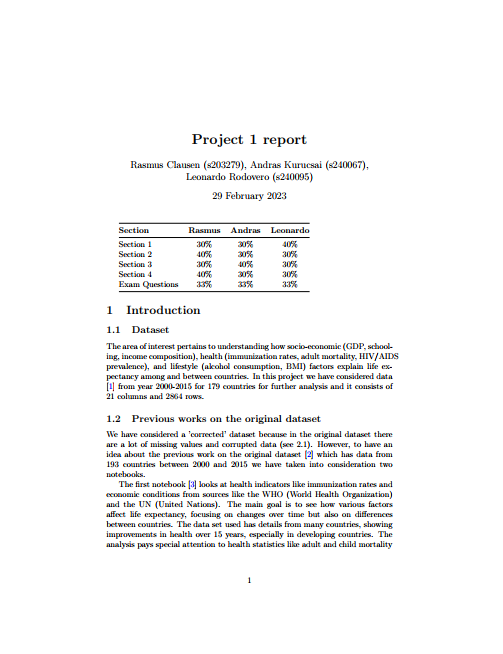 Project 1 report
Rasmus Clausen (s203279), Andras Kurucsai (s240067),
Leonardo Rodovero (s240095)
29 February 2023
Section Rasmus Andras Leonardo
Section 1 30% 30% 40%
Section 2 40% 30% 30%
Section 3 30% 40% 30%
Section 4 40% 30% 30%
Exam Questions 33% 33% 33%
1 Introduction
1.1 Dataset
The area of interest pertains to understanding how socio-economic (GDP, school-
ing, income composition), health (immunization rates, adult mortality, HIV/AIDS
prevalence), and lifestyle (alcohol consumption, BMI) factors explain life ex-
pectancy among and between countries. In this project we have considered data
[1] from year 2000-2015 for 179 countries for further analysis and it consists of
21 columns and 2864 rows.
1.2 Previous works on the original dataset
We have considered a 'corrected' dataset because in the original dataset there
are a lot of missing values and corrupted data (see 2.1). However, to have an
idea about the previous work on the original dataset [2] which has data from
193 countries between 2000 and 2015 we have taken into consideration two
notebooks.
The first notebook [3] looks at health indicators like immunization rates and
economic conditions from sources like the WHO (World Health Organization)
and the UN (United Nations). The main goal is to see how various factors
affect life expectancy, focusing on changes over time but also on differences
between countries. The data set used has details from many countries, showing
improvements in health over 15 years, especially in developing countries. The
analysis pays special attention to health statistics like adult and child mortality
1